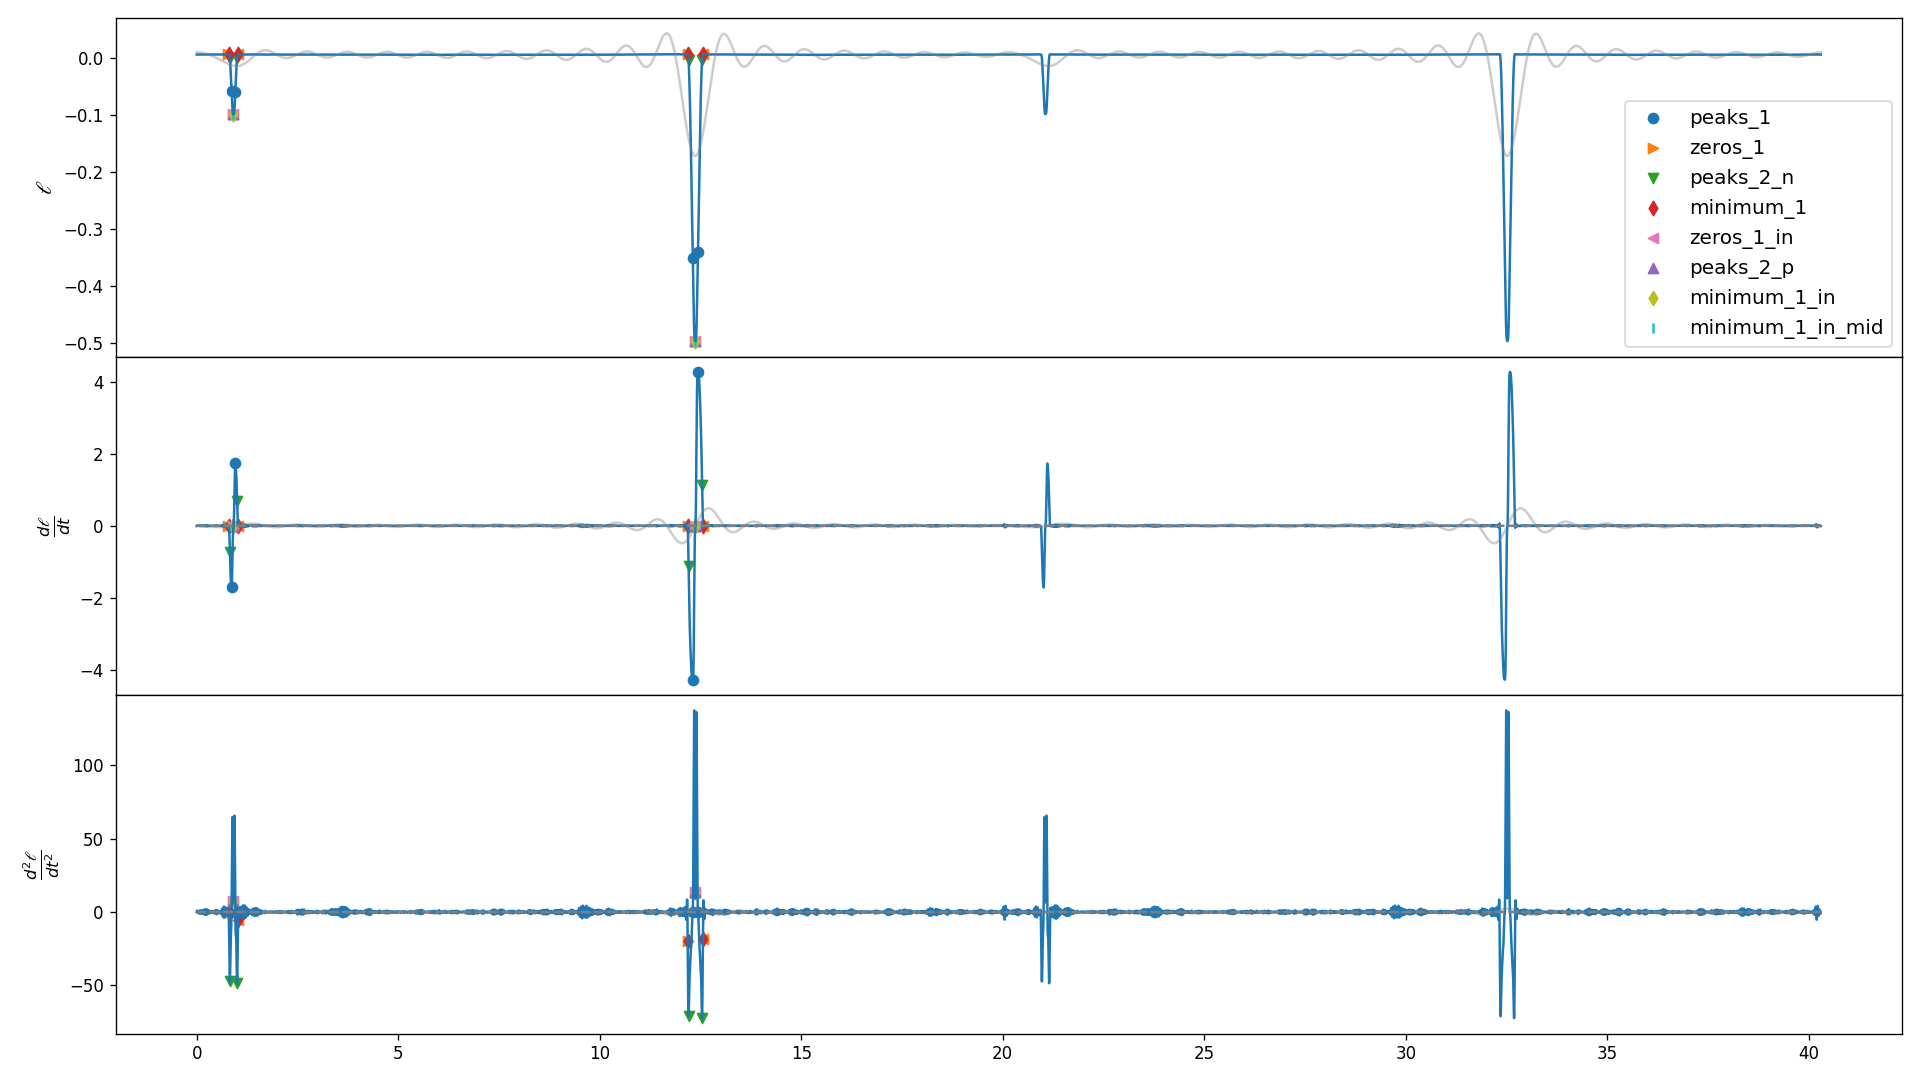 0.0
−0.1
−0.2
−0.3
−0.4
−0.5
ℓ
peaks_1
zeros_1
peaks_2_n
minimum_1
zeros_1_in
peaks_2_p
minimum_1_in
minimum_1_in_mid
4
2
0
−2
−4
dℓ
dt
100
50
0
−50
d²ℓ
dt²
0 5 10 15 20 25 30 35 40